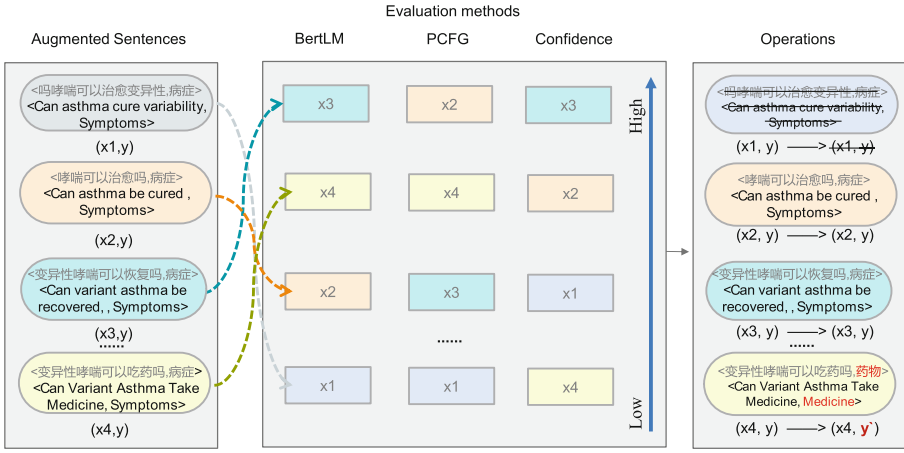 Evaluation methods
Augmented Sentences
BertLM
PCFG
Confidence
Operations
<吗哮喘可以治愈变异性,病症>
<Can asthma cure variability,
Symptoms>
(x1,y)
<哮喘可以治愈吗,病症>
<Can asthma be cured ,
Symptoms>
(x2,y)
<变异性哮喘可以恢复吗,病症>
<Can variant asthma be
recovered, , Symptoms>
(x3,y)
......
<变异性哮喘可以吃药吗,病症>
<Can Variant Asthma Take
Medicine, Symptoms>
(x4,y)
x3
x2
x3
x4
x4
x2
x2
x3
x1
......
x1
x1
x4
High
Low
<吗哮喘可以治愈变异性,病症>
<Can asthma cure variability,
Symptoms>
(x1, y) ——> (x1, y)
<哮喘可以治愈吗,病症>
<Can asthma be cured ,
Symptoms>
(x2, y) ——> (x2, y)
<变异性哮喘可以恢复吗,病症>
<Can variant asthma be
recovered, , Symptoms>
(x3, y) ——> (x3, y)
......
<变异性哮喘可以吃药吗,药物>
<Can Variant Asthma Take
Medicine, Medicine>
(x4, y) ——> (x4, y`)